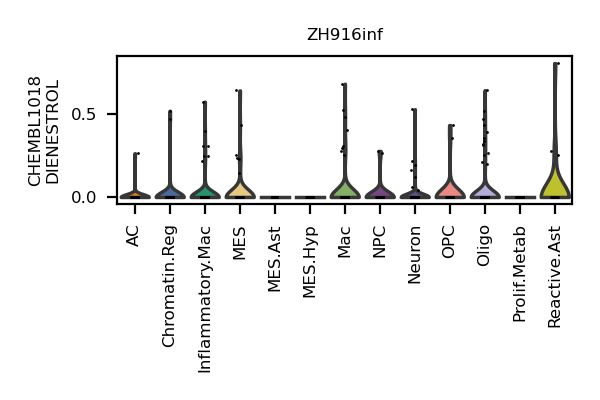 ZH916inf
CHEMBL1018
DIENESTROL
0.5
0.0
AC
Chromatin.Reg
Inflammatory.Mac
MES
MES.Ast
MES.Hyp
Mac
NPC
Neuron
OPC
Oligo
Prolif.Metab
Reactive.Ast